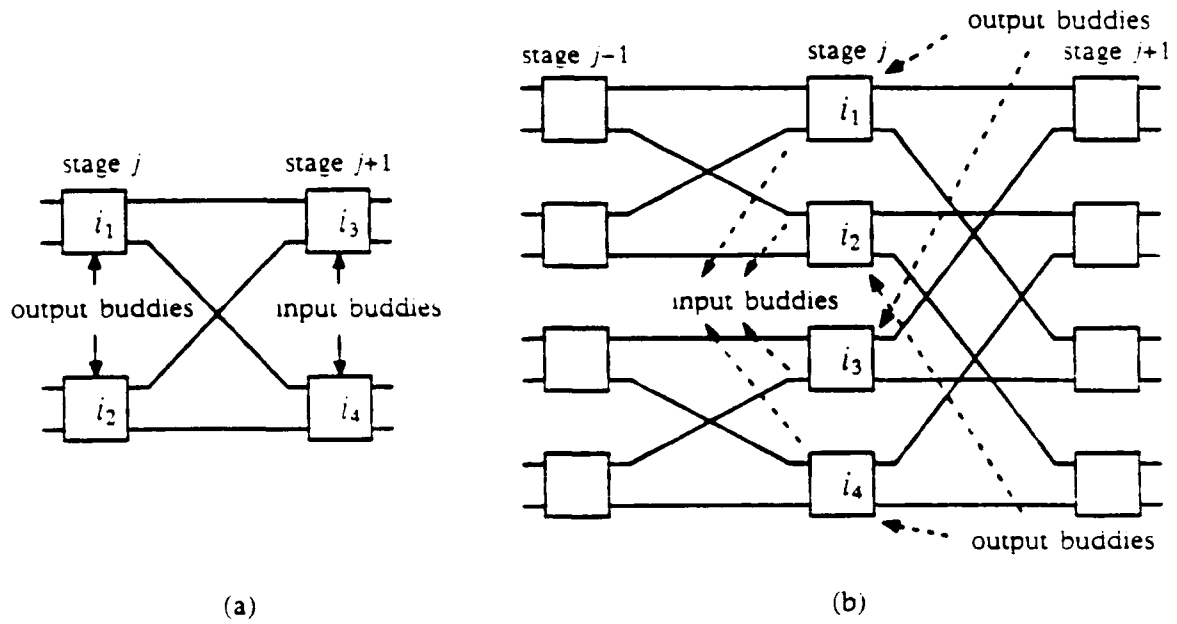 stage j
stage j+1
i₁
i₃
output buddies
input buddies
i₂
i₄
(a)
output buddies
stage j−1
stage j
stage j+1
i₁
i₂
input buddies
i₃
i₄
output buddies
(b)